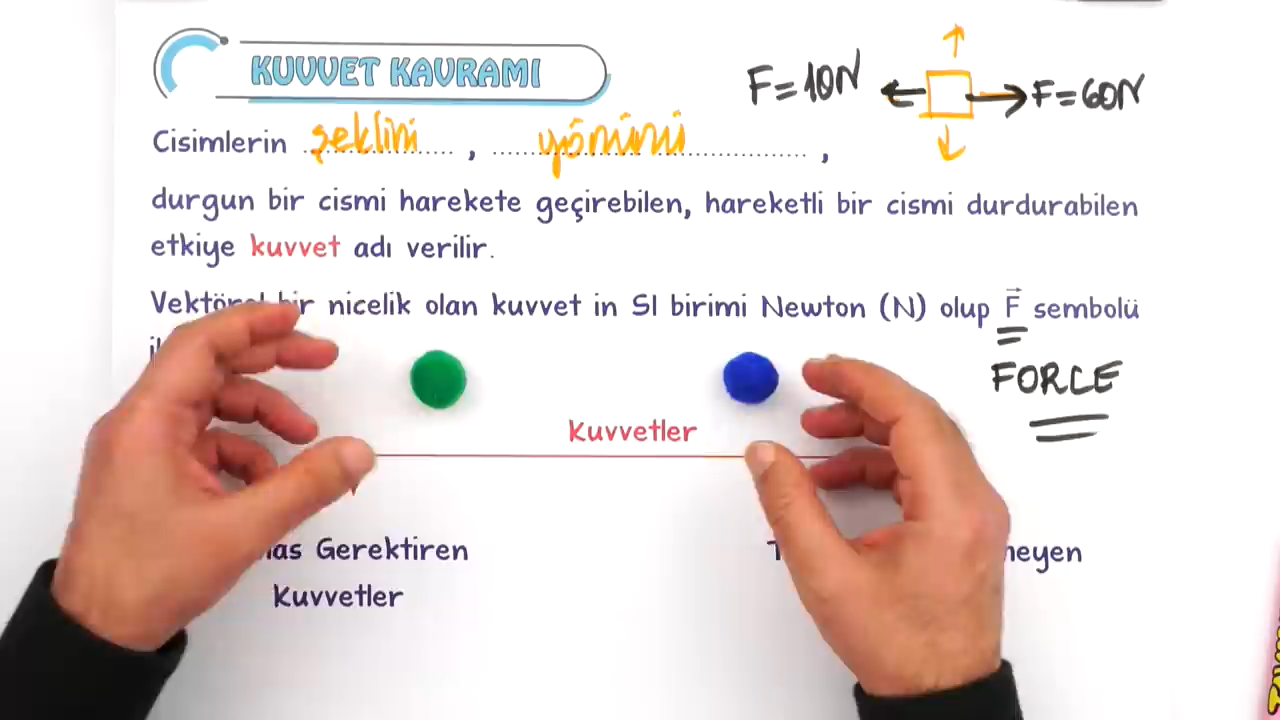 KUVVET KAVRAMI
F=10N F=60N
Cisimlerin şeklini , yönünü ,
durgun bir cismi harekete geçirebilen, hareketli bir cismi durdurabilen
etkiye kuvvet adı verilir.
bir nicelik olan kuvvet in SI birimi Newton (N) olup F sembolü
FORCE
Kuvvetler
Gerektiren
Kuvvetler